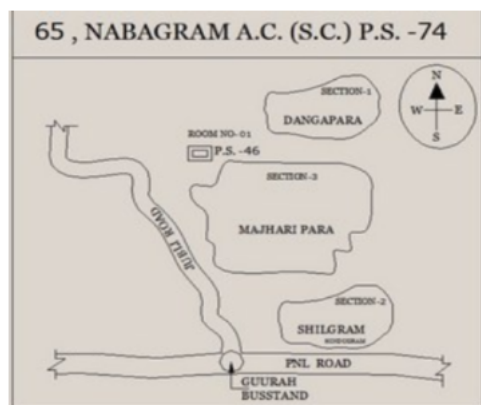 65 , NABAGRAM A.C. (S.C.) P.S. -74
SECTION-1
DANGAPARA
N
W E
S
ROOM NO-01
P.S. -46
SECTION-3
MAJHARI PARA
JUBLI ROAD
SECTION-2
SHILGRAM
PNL ROAD
GUURAH
BUSSTAND